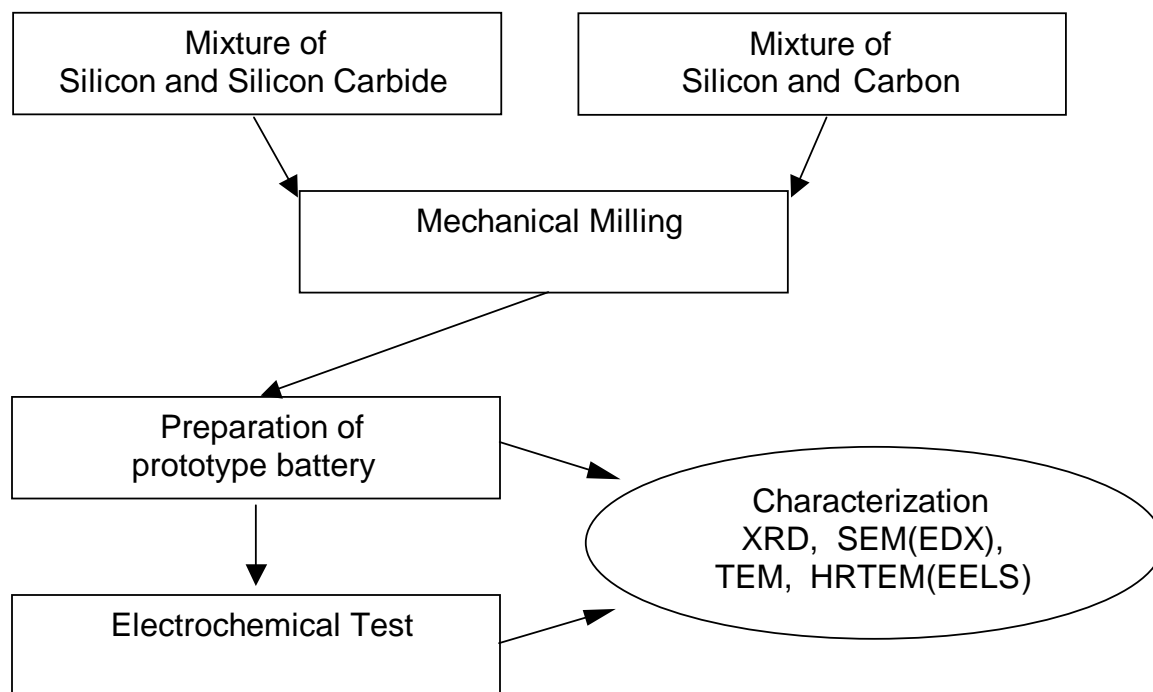 Mixture of
Silicon and Silicon Carbide
Mixture of
Silicon and Carbon
Mechanical Milling
Preparation of
prototype battery
Characterization
XRD, SEM(EDX),
TEM, HRTEM(EELS)
Electrochemical Test